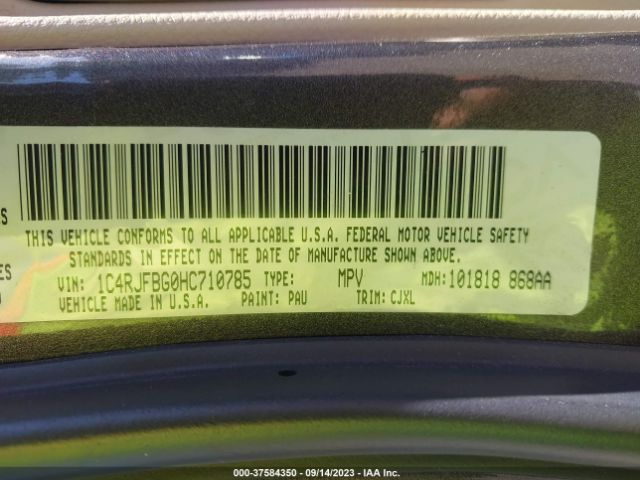 S
THIS VEHICLE CONFORMS TO ALL APPLICABLE U.S.A. FEDERAL MOTOR VEHICLE SAFETY
STANDARDS IN EFFECT ON THE DATE OF MANUFACTURE SHOWN ABOVE.
ES
VIN: 1C4RJFBG0HC710785 TYPE: MPV MDH:101818 868AA
VEHICLE MADE IN U.S.A. PAINT: PAU TRIM: CJXL
000-37584350 - 09/14/2023 - IAA Inc.